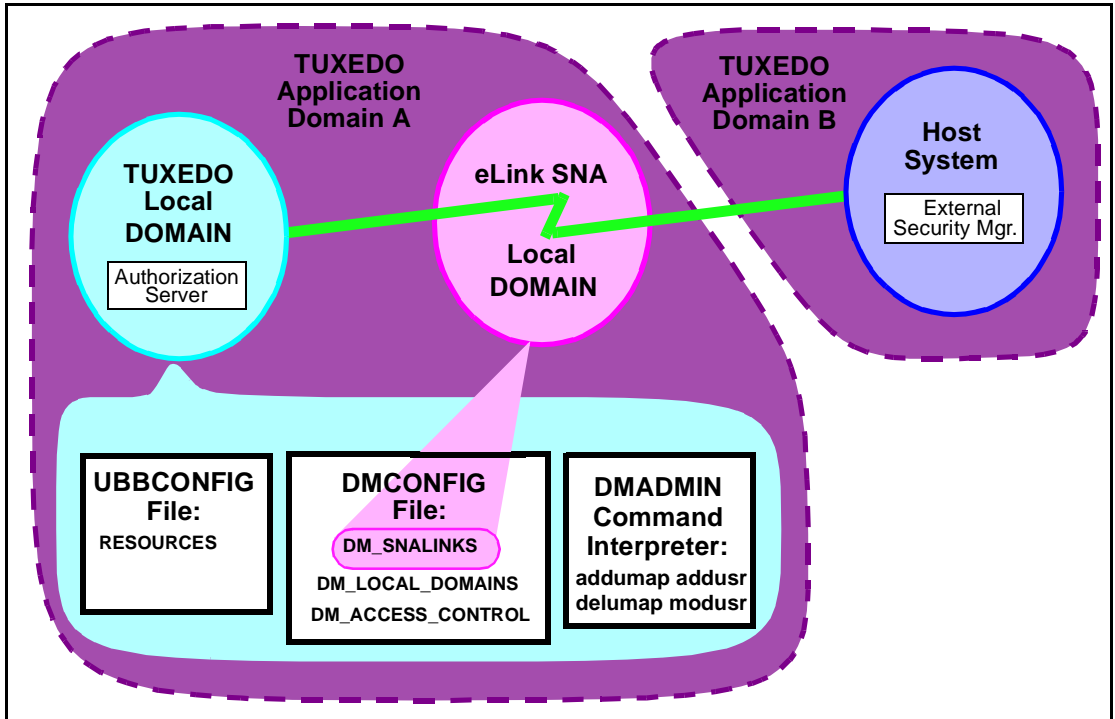 TUXEDO
Application
Domain A
TUXEDO
Application
Domain B
TUXEDO
Local
DOMAIN
Authorization
Server
eLink SNA
Local
DOMAIN
Host
System
External
Security Mgr.
UBBCONFIG
File:
RESOURCES
DMCONFIG
File:
DM_SNALINKS
DM_LOCAL_DOMAINS
DM_ACCESS_CONTROL
DMADMIN
Command
Interpreter:
addumap addusr
delumap modusr